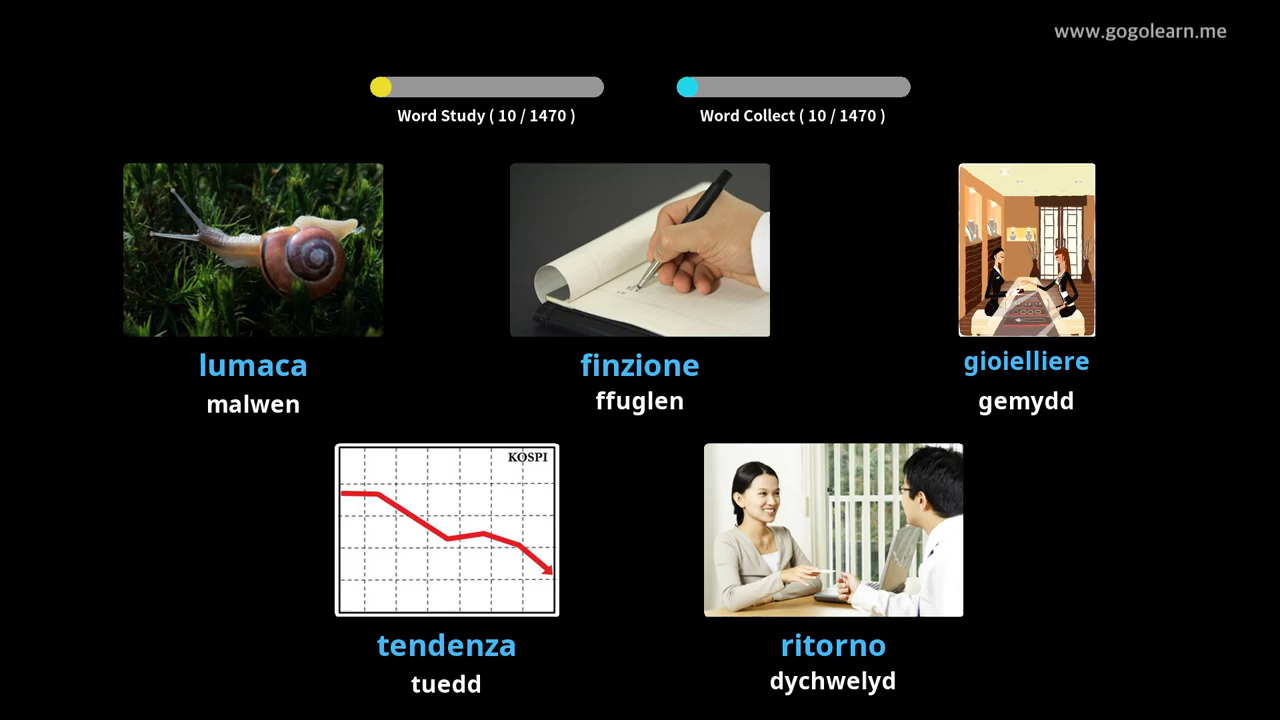 www.gogolearn.me
Word Study ( 10 / 1470 )
Word Collect ( 10 / 1470 )
lumaca
malwen
finzione
ffuglen
gioielliere
gemydd
KOSPI
tendenza
tuedd
ritorno
dychwelyd